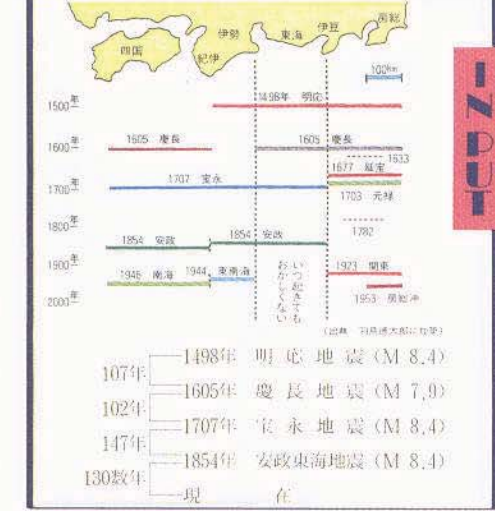 四国
紀伊
伊勢
東海
伊豆
房総
100km
INPUT
1500年
1498年 明応
1600年
1605 慶長
1605 慶長
1633
1677 延宝
1700年
1707 宝永
1703 元禄
1782
1800年
1854 安政
1854 安政
1900年
1944 東南海
1946 南海
いつ起きても
おかしくない
1923 関東
1953 房総沖
2000年
107年
1498年 明応地震(M 8.4)
102年
1605年 慶長地震(M 7.9)
147年
1707年 宝永地震(M 8.4)
130数年
1854年 安政東海地震(M 8.4)
現在